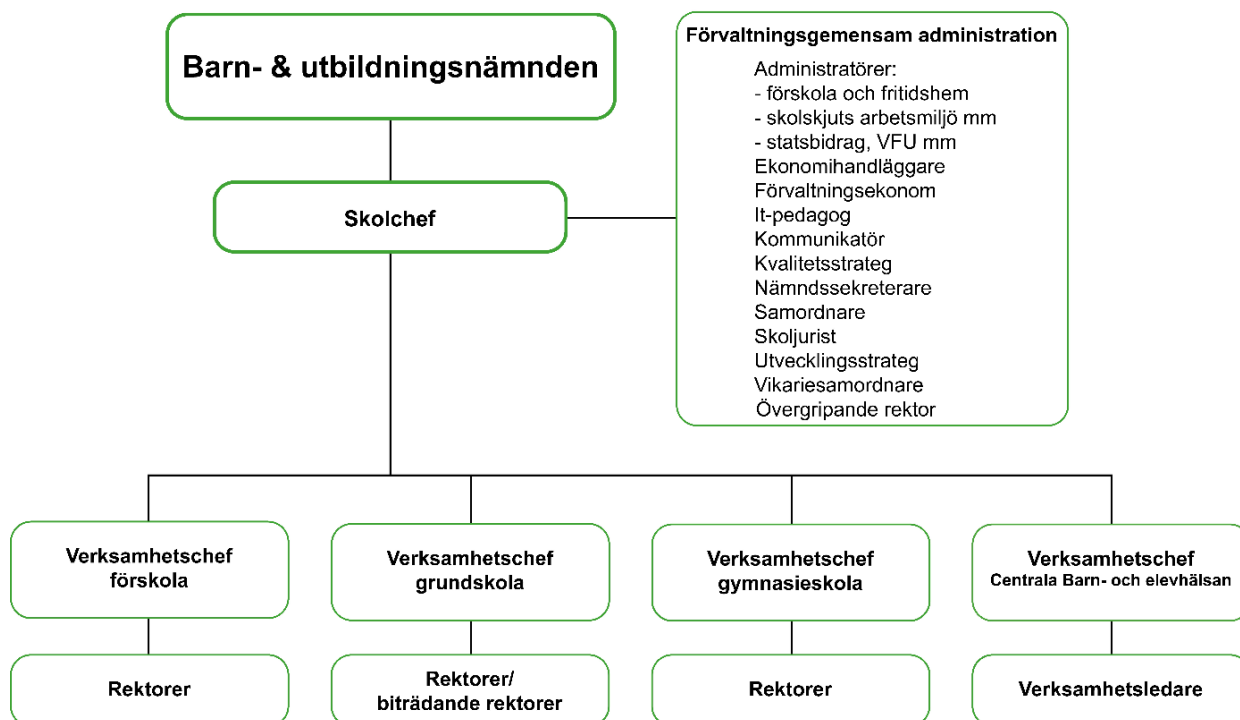 Barn- & utbildningsnämnden
Förvaltningsgemensam administration
Administratörer:
- förskola och fritidshem
- skolskjuts arbetsmiljö mm
- statsbidrag, VFU mm
Ekonomihandläggare
Förvaltningsekonom
It-pedagog
Kommunikatör
Kvalitetsstrateg
Nämndssekreterare
Samordnare
Skoljurist
Utvecklingsstrateg
Vikariesamordnare
Övergripande rektor
Skolchef
Verksamhetschef
förskola
Verksamhetschef
grundskola
Verksamhetschef
gymnasieskola
Verksamhetschef
Centrala Barn- och elevhälsan
Rektorer
Rektorer/
biträdande rektorer
Rektorer
Verksamhetsledare